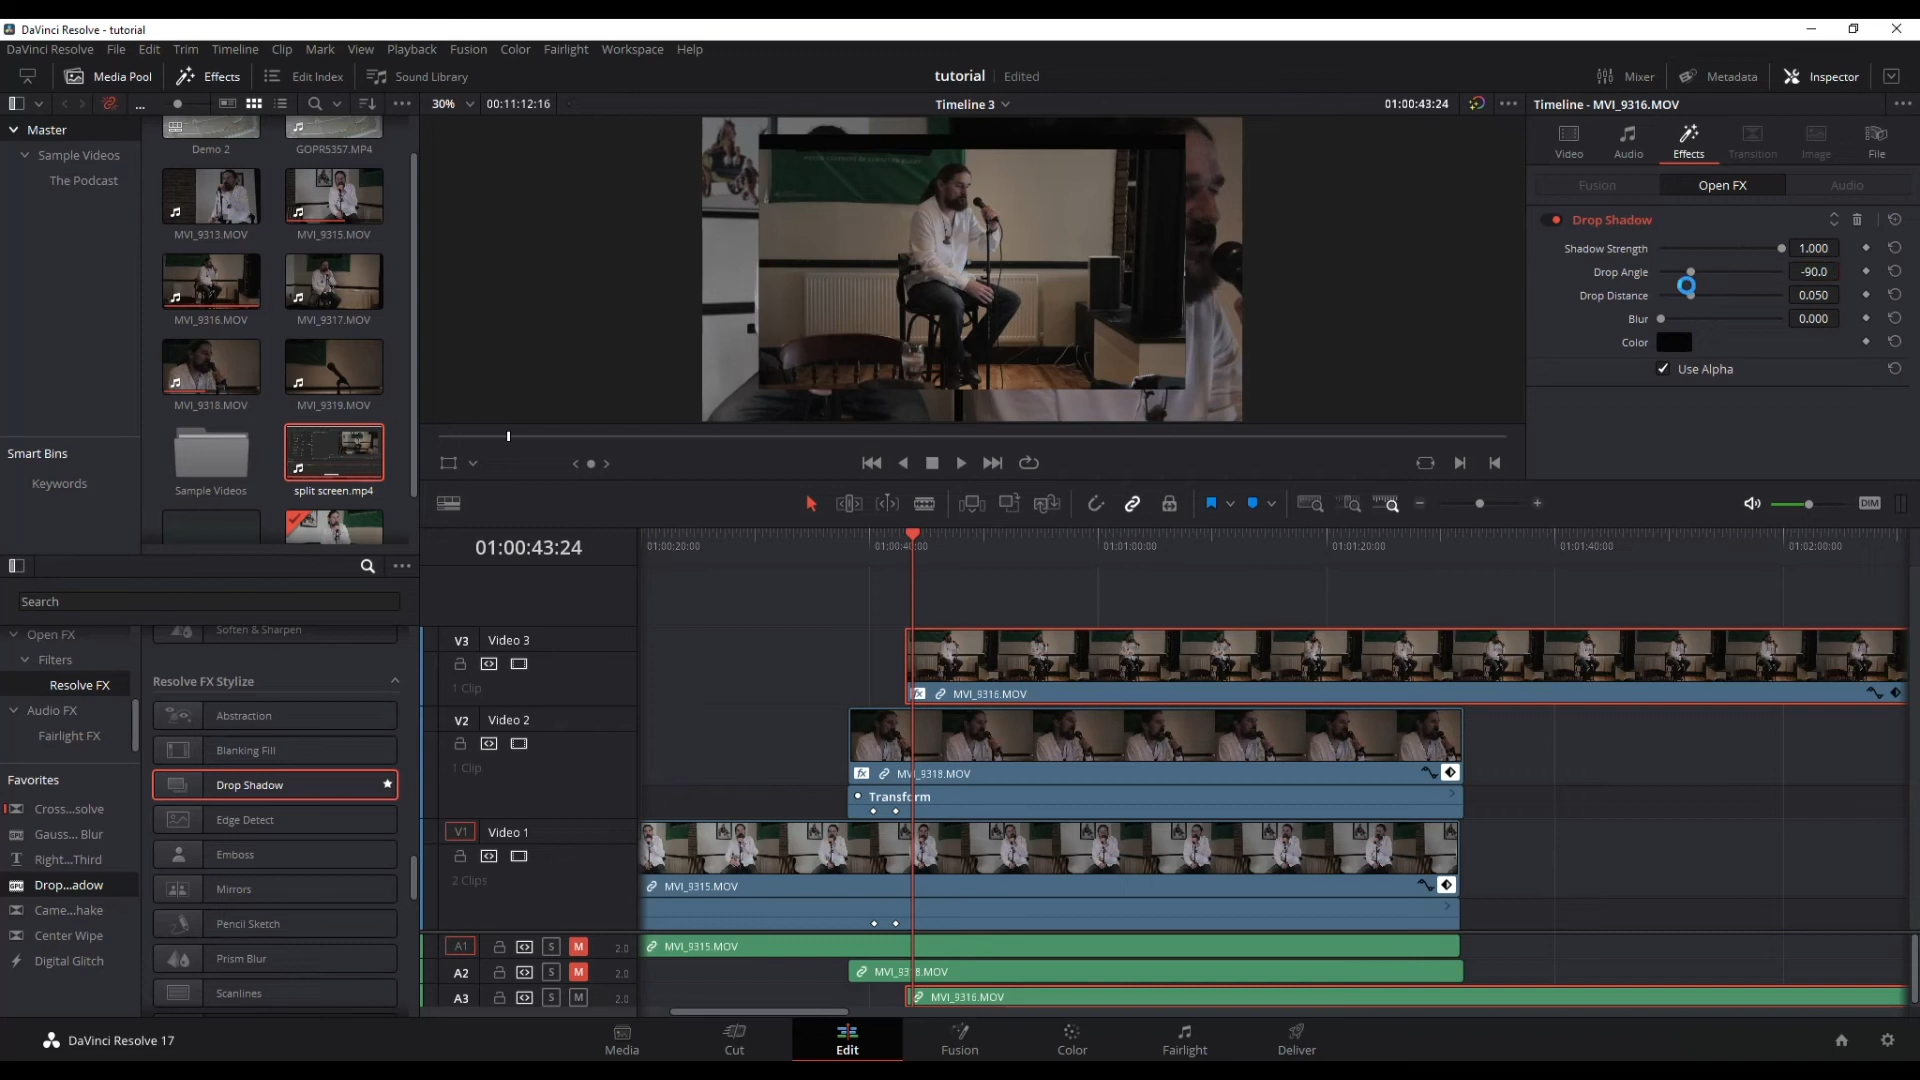 DaVinci Resolve - tutorial
DaVinci Resolve File Edit Trim Timeline Clip Mark View Playback Fusion Color Fairlight Workspace Help
Media Pool Effects Edit Index Sound Library tutorial Edited Mixer Metadata Inspector
... 30% 00:11:12:16 Timeline 3 01:00:43:24 Timeline - MVI_9316.MOV
Master
Sample Videos
The Podcast
Demo 2 GOPR5357.MP4
MVI_9313.MOV MVI_9315.MOV
MVI_9316.MOV MVI_9317.MOV
MVI_9318.MOV MVI_9319.MOV
Sample Videos split screen.mp4
Smart Bins
Keywords
Video Audio Effects Transition Image File
Fusion Open FX Audio
Drop Shadow
Shadow Strength 1.000
Drop Angle -90.0
Drop Distance 0.050
Blur 0.000
Color
Use Alpha
DIM
Search
Open FX
Filters
Resolve FX
Audio FX
Fairlight FX
Favorites
Cross...solve
Gauss... Blur
Right...Third
Drop...adow
Came...hake
Center Wipe
Digital Glitch
Soften & Sharpen
Resolve FX Stylize
Abstraction
Blanking Fill
Drop Shadow
Edge Detect
Emboss
Mirrors
Pencil Sketch
Prism Blur
Scanlines
01:00:43:24
01:00:20:00 01:00:40:00 01:01:00:00 01:01:20:00 01:01:40:00 01:02:00:00
V3 Video 3
1 Clip
fx MVI_9316.MOV
V2 Video 2
1 Clip
fx MVI_9318.MOV
Transform
V1 Video 1
2 Clips
MVI_9315.MOV
A1 S M 2.0 MVI_9315.MOV
A2 S M 2.0 MVI_9318.MOV
A3 S M 2.0 MVI_9316.MOV
DaVinci Resolve 17
Media Cut Edit Fusion Color Fairlight Deliver